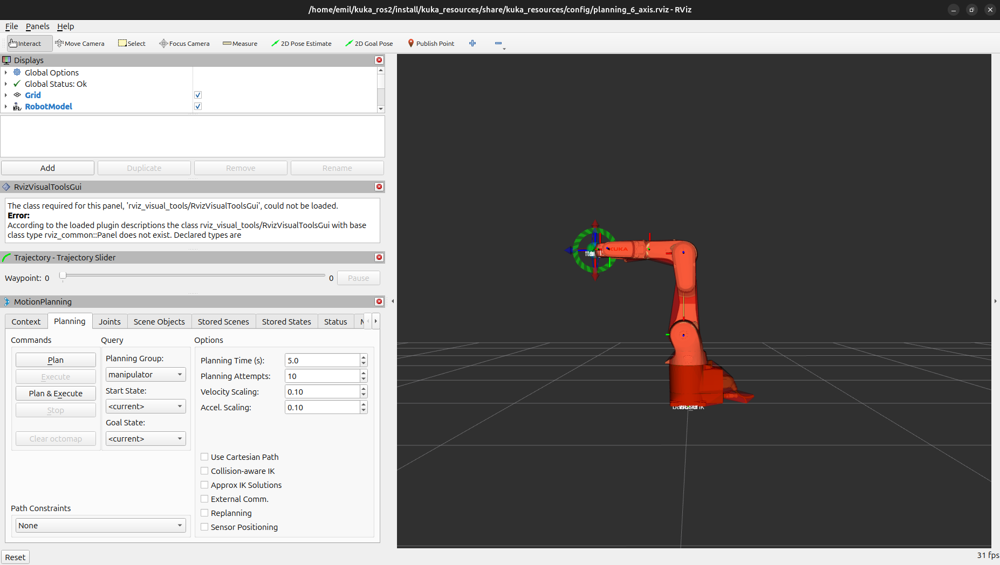 /home/emil/kuka_ros2/install/kuka_resources/share/kuka_resources/config/planning_6_axis.rviz - RViz
File Panels Help
Interact Move Camera Select Focus Camera Measure 2D Pose Estimate 2D Goal Pose Publish Point
Displays
Global Options
Global Status: Ok
Grid
RobotModel
Add Duplicate Remove Rename
RvizVisualToolsGui
The class required for this panel, 'rviz_visual_tools/RvizVisualToolsGui', could not be loaded.
Error:
According to the loaded plugin descriptions the class rviz_visual_tools/RvizVisualToolsGui with base
class type rviz_common::Panel does not exist. Declared types are
Trajectory - Trajectory Slider
Waypoint: 0 0 Pause
MotionPlanning
Context Planning Joints Scene Objects Stored Scenes Stored States Status
Commands Query Options
Plan
Execute
Plan & Execute
Stop
Clear octomap
Planning Group:
manipulator
Start State:
<current>
Goal State:
<current>
Planning Time (s): 5.0
Planning Attempts: 10
Velocity Scaling: 0.10
Accel. Scaling: 0.10
Use Cartesian Path
Collision-aware IK
Approx IK Solutions
External Comm.
Replanning
Sensor Positioning
Path Constraints
None
Reset
KUKA
31 fps